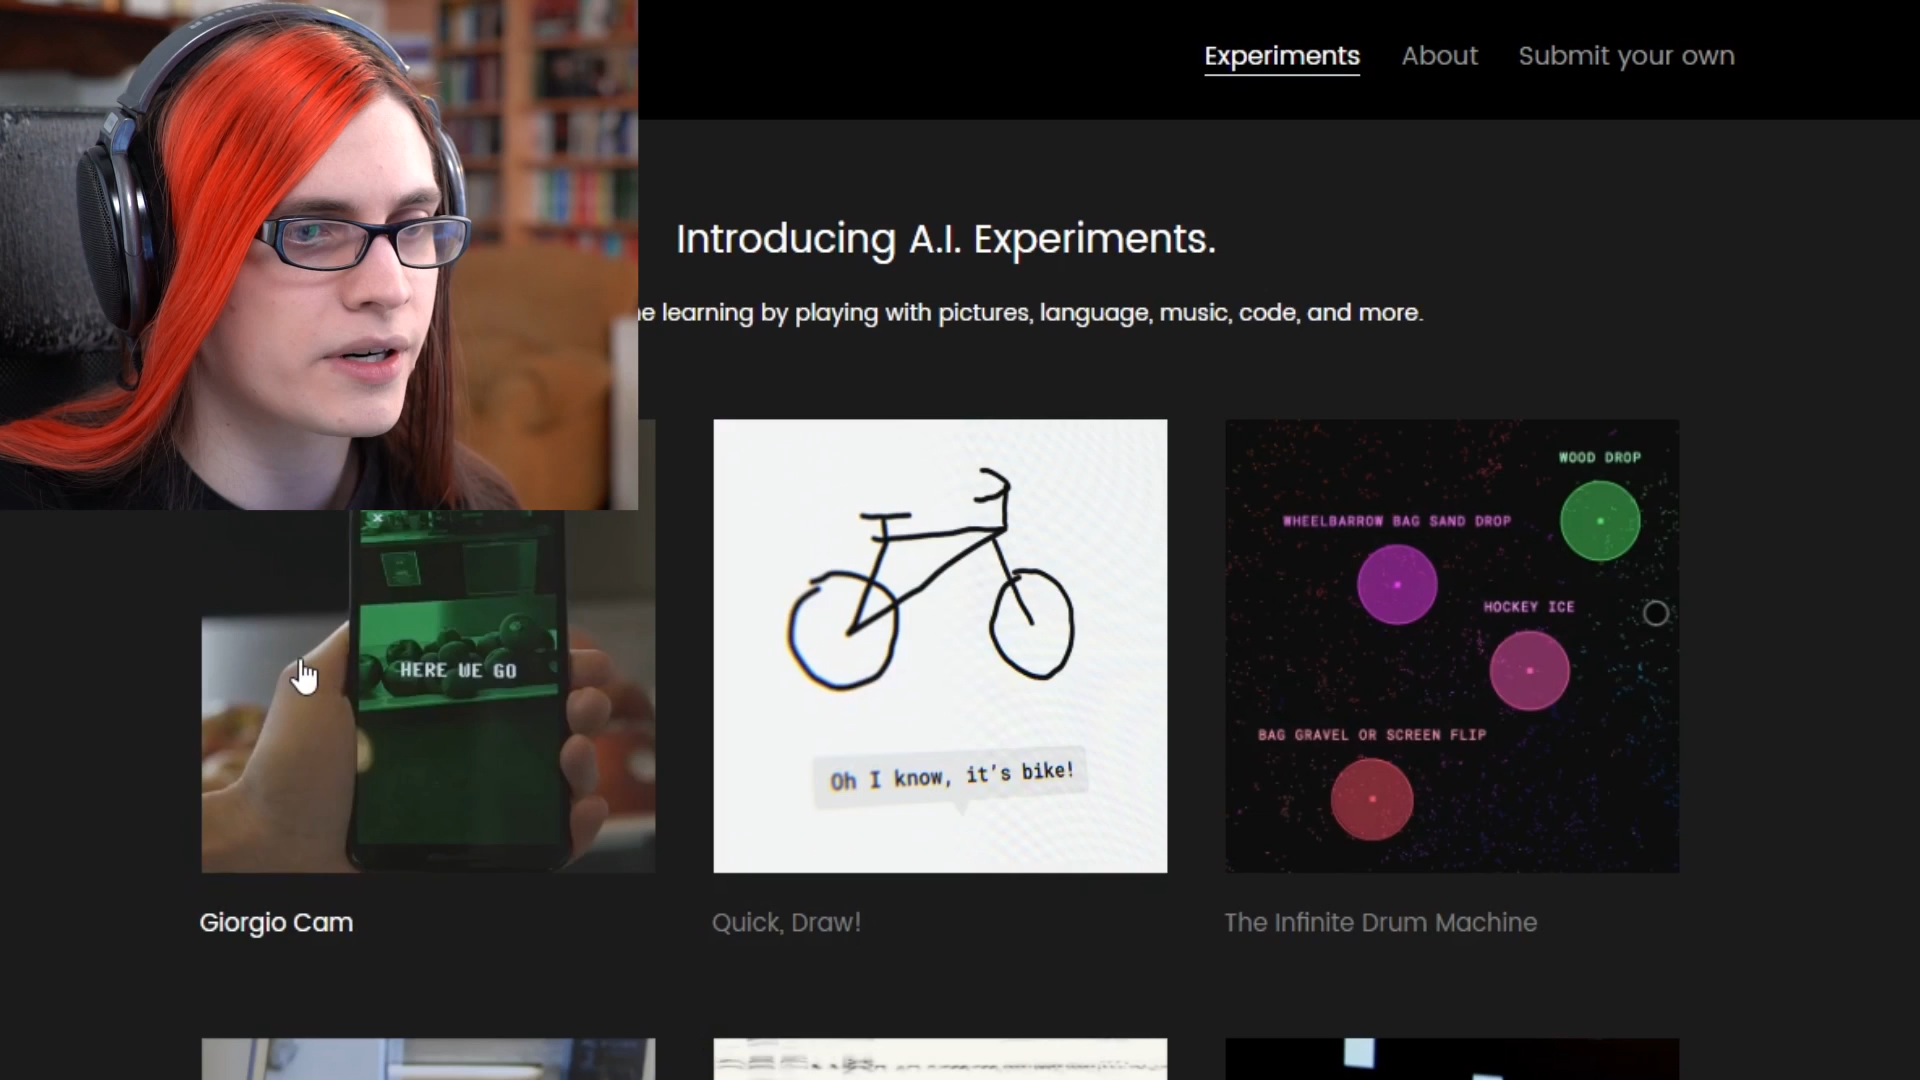 Experiments About Submit your own
Introducing A.I. Experiments.
learning by playing with pictures, language, music, code, and more.
WOOD DROP
WHEELBARROW BAG SAND DROP
HOCKEY ICE
HERE WE GO
BAG GRAVEL OR SCREEN FLIP
Oh I know, it's bike!
Giorgio Cam
Quick, Draw!
The Infinite Drum Machine